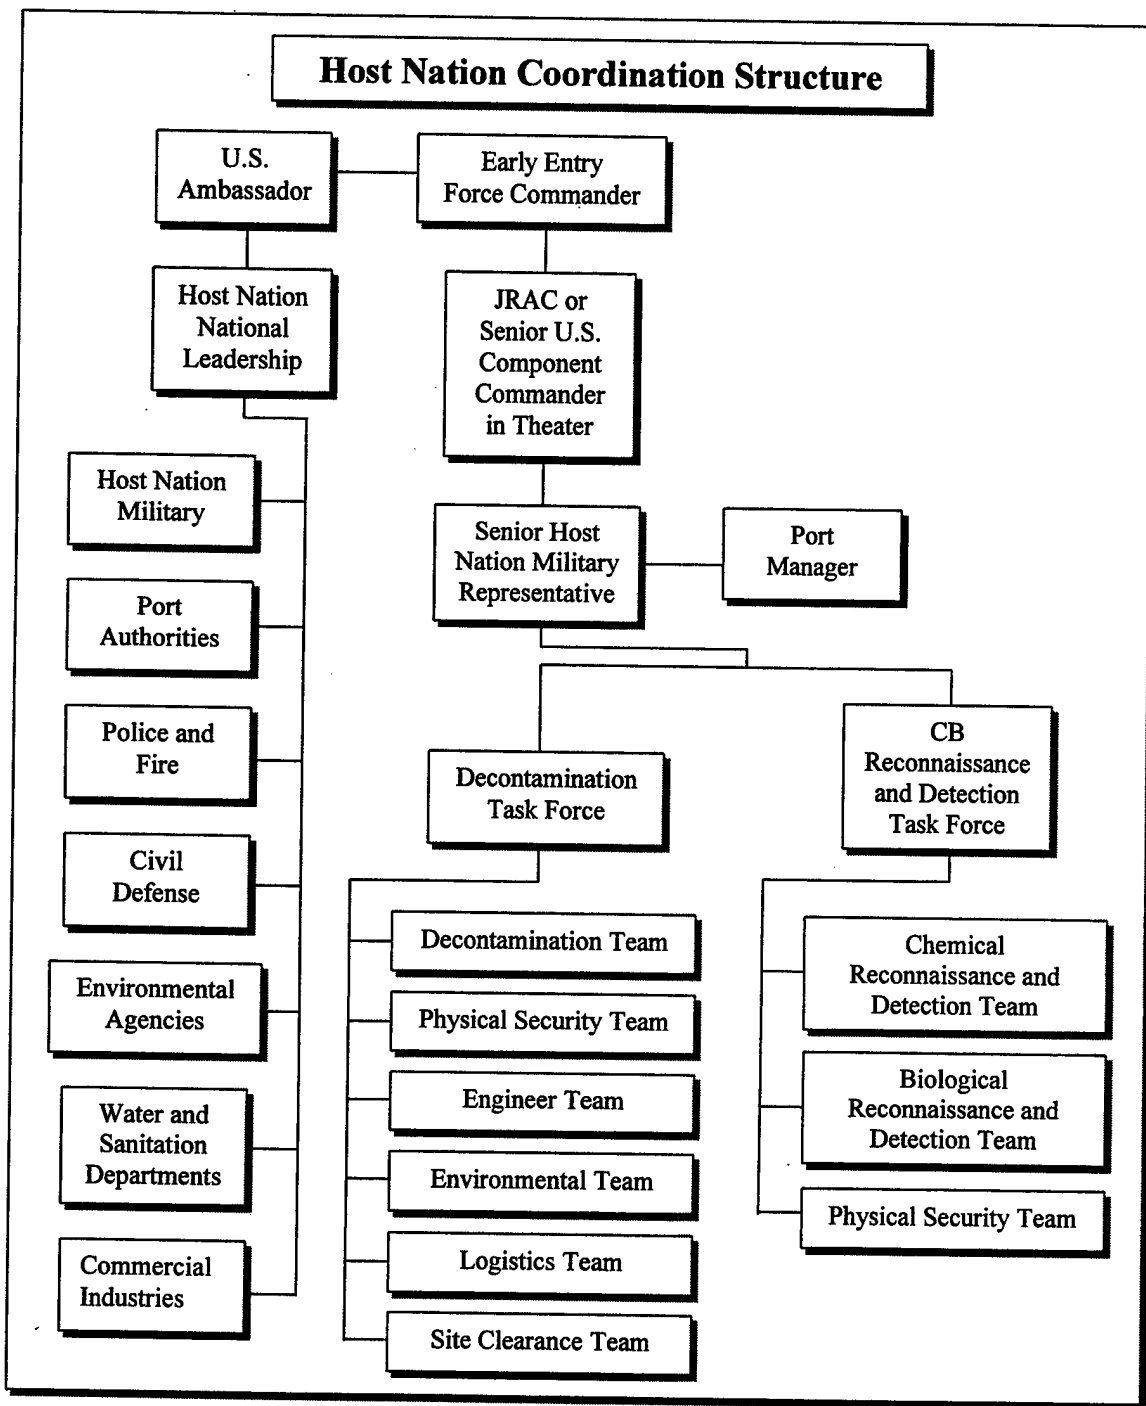 Host Nation Coordination Structure
U.S.
Ambassador
Early Entry
Force Commander
Host Nation
National
Leadership
JRAC or
Senior U.S.
Component
Commander
in Theater
Host Nation
Military
Senior Host
Nation Military
Representative
Port
Manager
Port
Authorities
Police and
Fire
Decontamination
Task Force
CB
Reconnaissance
and Detection
Task Force
Civil
Defense
Environmental
Agencies
Water and
Sanitation
Departments
Commercial
Industries
Decontamination Team
Physical Security Team
Engineer Team
Environmental Team
Logistics Team
Site Clearance Team
Chemical
Reconnaissance and
Detection Team
Biological
Reconnaissance and
Detection Team
Physical Security Team